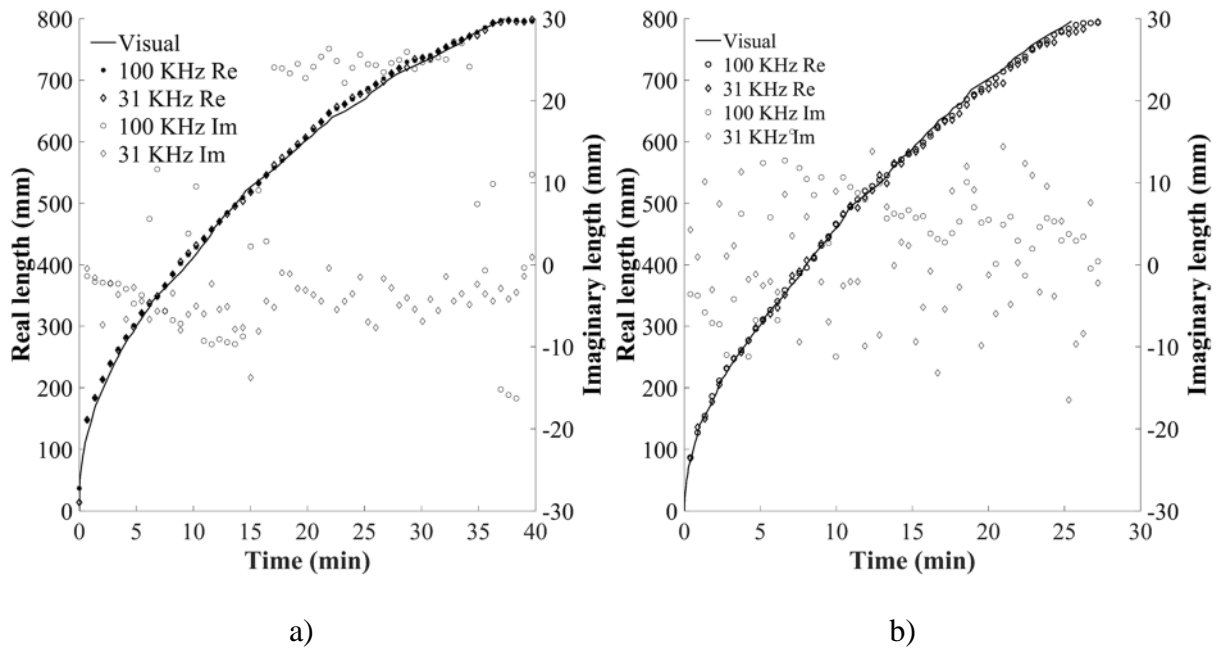 800
700
600
500
400
300
200
100
0
Real length (mm)
Visual
100 KHz Re
31 KHz Re
100 KHz Im
31 KHz Im
30
20
10
0
-10
-20
-30
Imaginary length (mm)
0 5 10 15 20 25 30 35 40
Time (min)
a)
800
700
600
500
400
300
200
100
0
Real length (mm)
Visual
100 KHz Re
31 KHz Re
100 KHz Im
31 KHz Im
30
20
10
0
-10
-20
-30
Imaginary length (mm)
0 5 10 15 20 25 30
Time (min)
b)